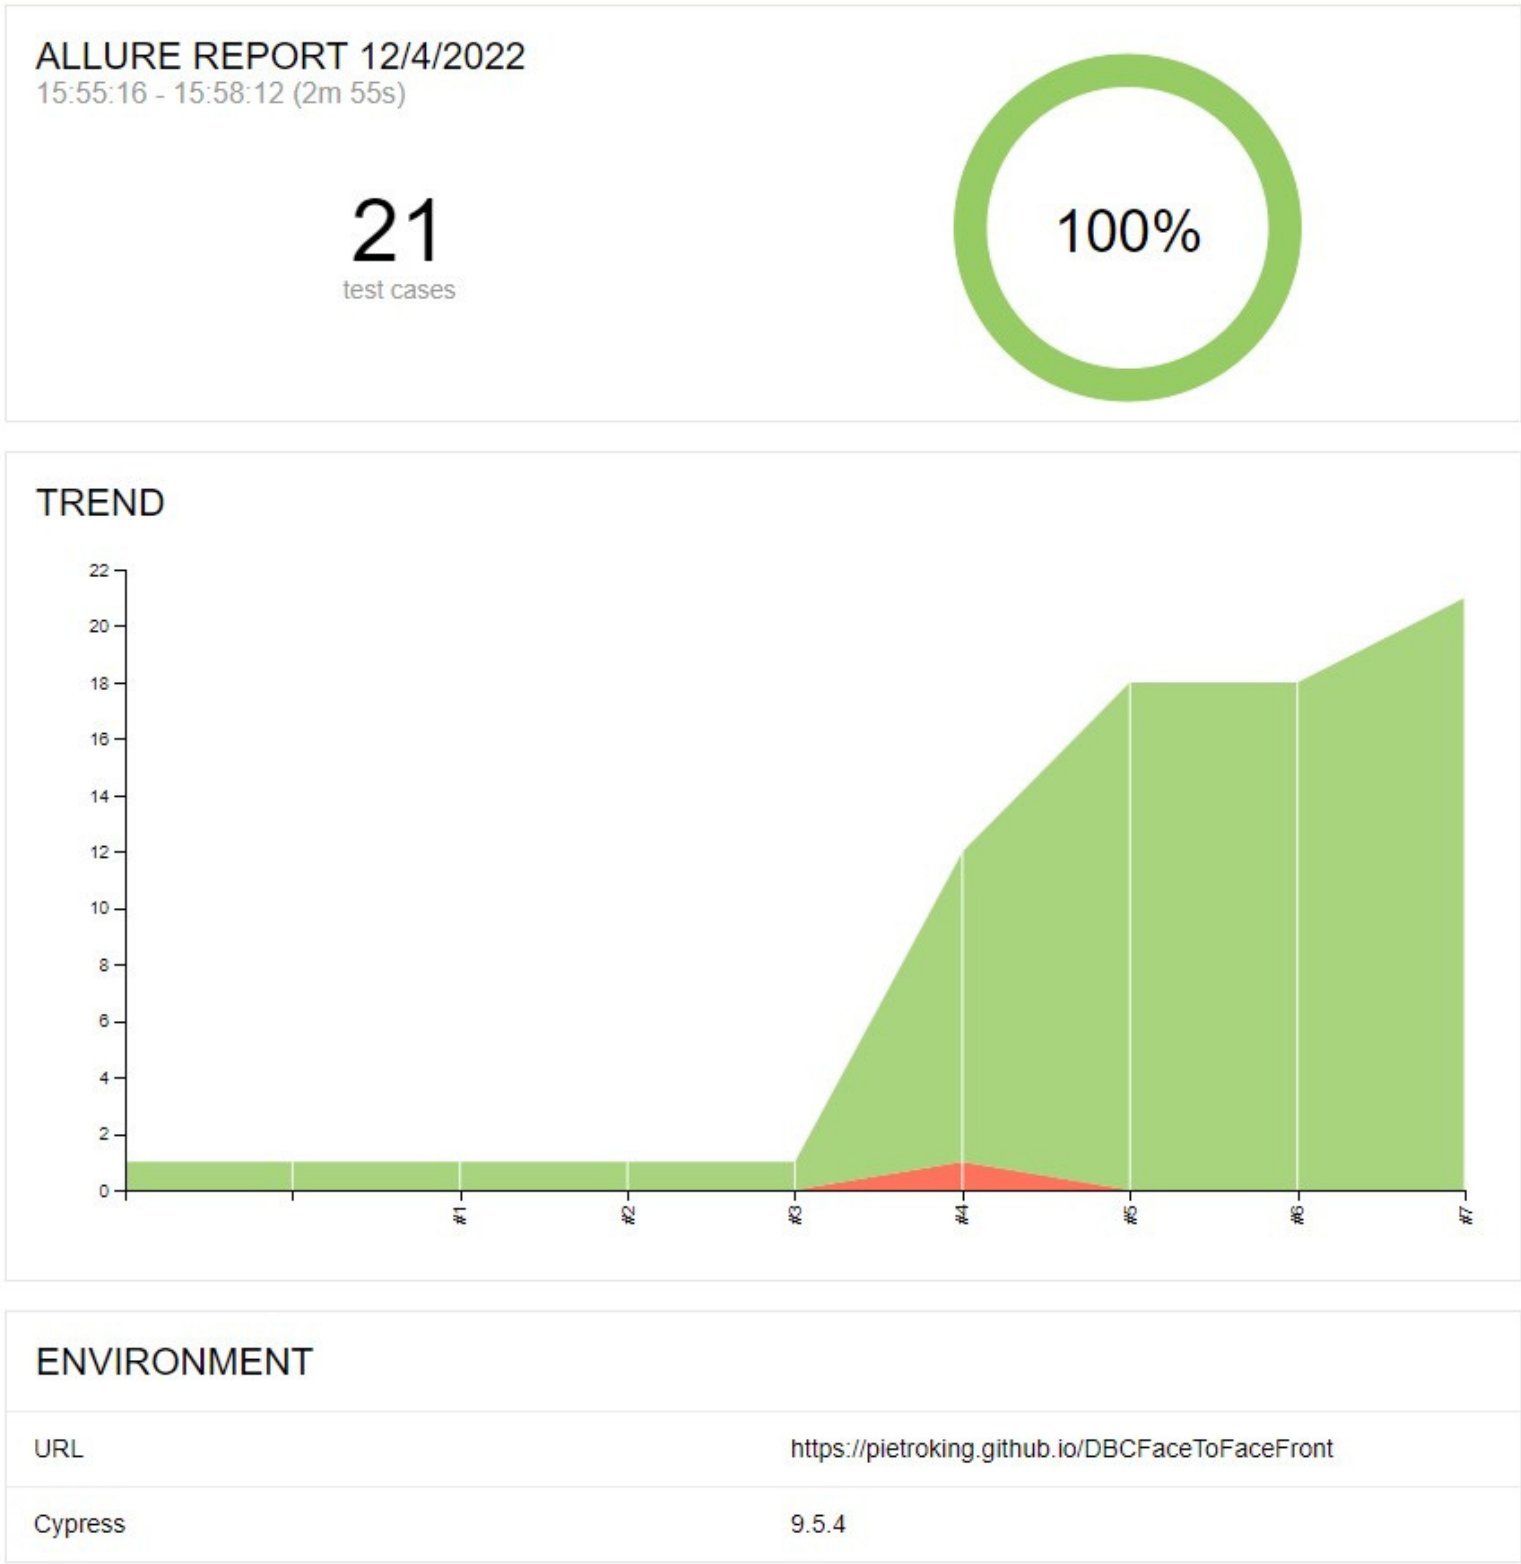 ALLURE REPORT 12/4/2022
15:55:16 - 15:58:12 (2m 55s)
21
test cases
100%
TREND
22
20
18
16
14
12
10
8
6
4
2
0
#1 #2 #3 #4 #5 #6 #7
ENVIRONMENT
URL https://pietroking.github.io/DBCFaceToFaceFront
Cypress 9.5.4